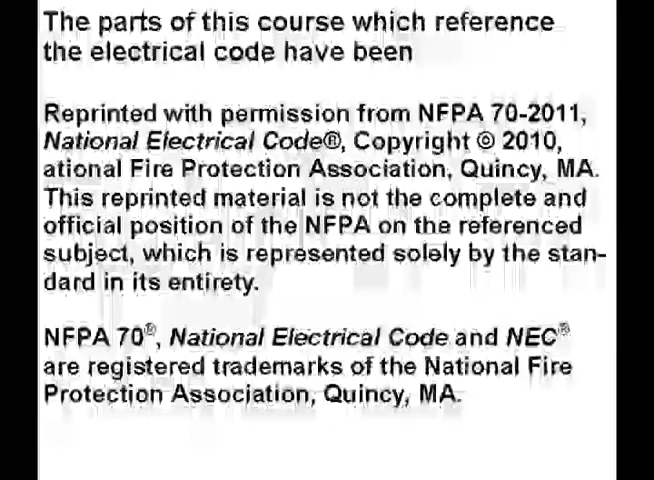 The parts of this course which reference
the electrical code have been
Reprinted with permission from NFPA 70-2011,
National Electrical Code®, Copyright © 2010,
ational Fire Protection Association, Quincy, MA.
This reprinted material is not the complete and
official position of the NFPA on the referenced
subject, which is represented solely by the stan-
dard in its entirety.
NFPA 70®, National Electrical Code and NEC®
are registered trademarks of the National Fire
Protection Association, Quincy, MA.